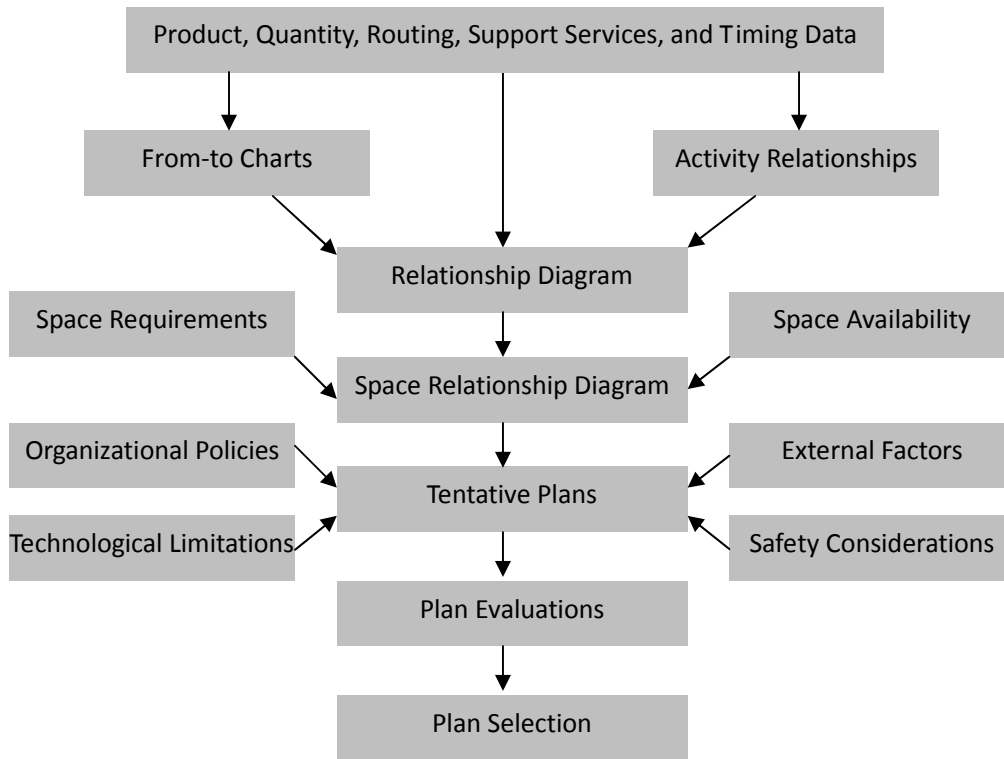 Product, Quantity, Routing, Support Services, and Timing Data
From-to Charts
Activity Relationships
Relationship Diagram
Space Requirements
Space Availability
Space Relationship Diagram
Organizational Policies
External Factors
Tentative Plans
Technological Limitations
Safety Considerations
Plan Evaluations
Plan Selection